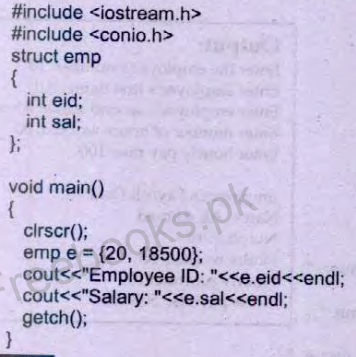 #include <iostream.h>
#include <conio.h>
struct emp
{
int eid;
int sal;
};
void main()
{
clrscr();
emp e = {20, 18500};
cout<<"Employee ID: "<<e.eid<<endl;
cout<<"Salary: "<<e.sal<<endl;
getch();
}